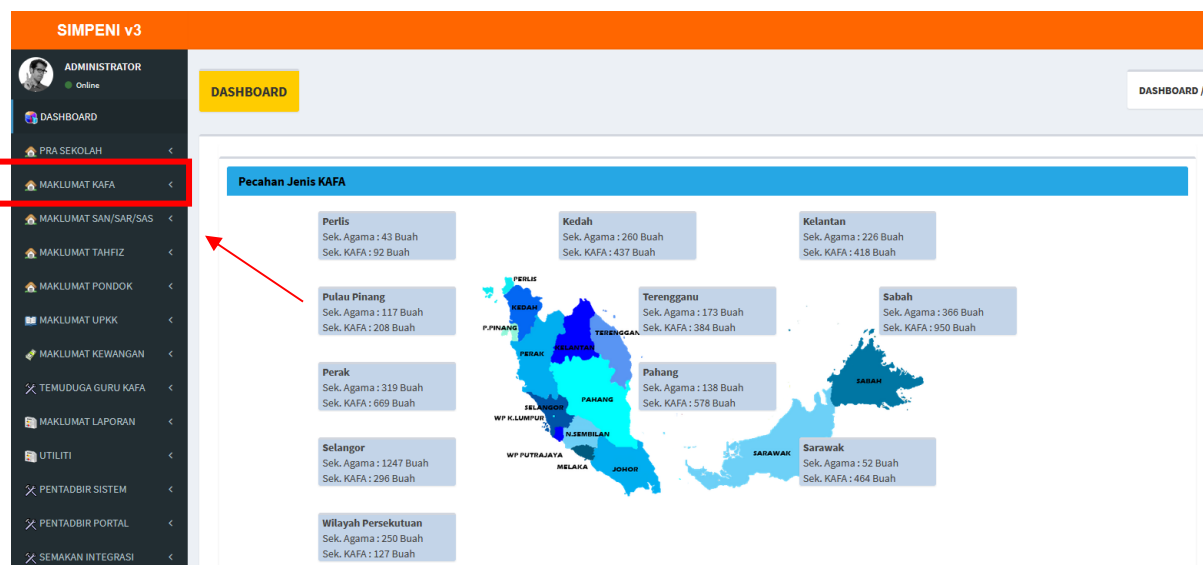 SIMPENI v3
ADMINISTRATOR
Online
DASHBOARD
PRA SEKOLAH
MAKLUMAT KAFA
MAKLUMAT SAN/SAR/SAS
MAKLUMAT TAHFIZ
MAKLUMAT PONDOK
MAKLUMAT UPKK
MAKLUMAT KEWANGAN
TEMUDUGA GURU KAFA
MAKLUMAT LAPORAN
UTILITI
PENTADBIR SISTEM
PENTADBIR PORTAL
SEMAKAN INTEGRASI
DASHBOARD
DASHBOARD /
Pecahan Jenis KAFA
Perlis
Sek. Agama : 43 Buah
Sek. KAFA : 92 Buah
Kedah
Sek. Agama : 260 Buah
Sek. KAFA : 437 Buah
Kelantan
Sek. Agama : 226 Buah
Sek. KAFA : 418 Buah
Pulau Pinang
Sek. Agama : 117 Buah
Sek. KAFA : 208 Buah
Terengganu
Sek. Agama : 173 Buah
Sek. KAFA : 384 Buah
Sabah
Sek. Agama : 366 Buah
Sek. KAFA : 950 Buah
Perak
Sek. Agama : 319 Buah
Sek. KAFA : 669 Buah
Pahang
Sek. Agama : 138 Buah
Sek. KAFA : 578 Buah
Selangor
Sek. Agama : 1247 Buah
Sek. KAFA : 296 Buah
Sarawak
Sek. Agama : 52 Buah
Sek. KAFA : 464 Buah
Wilayah Persekutuan
Sek. Agama : 250 Buah
Sek. KAFA : 127 Buah
PERLIS
KEDAH
P.PINANG
TERENGGAN
KELANTAN
PERAK
PAHANG
SELANGOR
WP K.LUMPUR
N.SEMBILAN
WP PUTRAJAYA
MELAKA
JOHOR
SABAH
SARAWAK